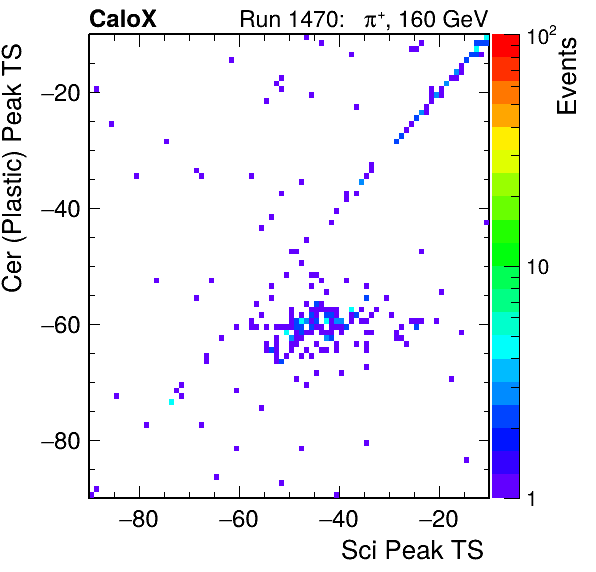 CaloX Run 1470: π⁺, 160 GeV
Cer (Plastic) Peak TS
−20
−40
−60
−80
−80 −60 −40 −20
Sci Peak TS
10²
10
1
Events